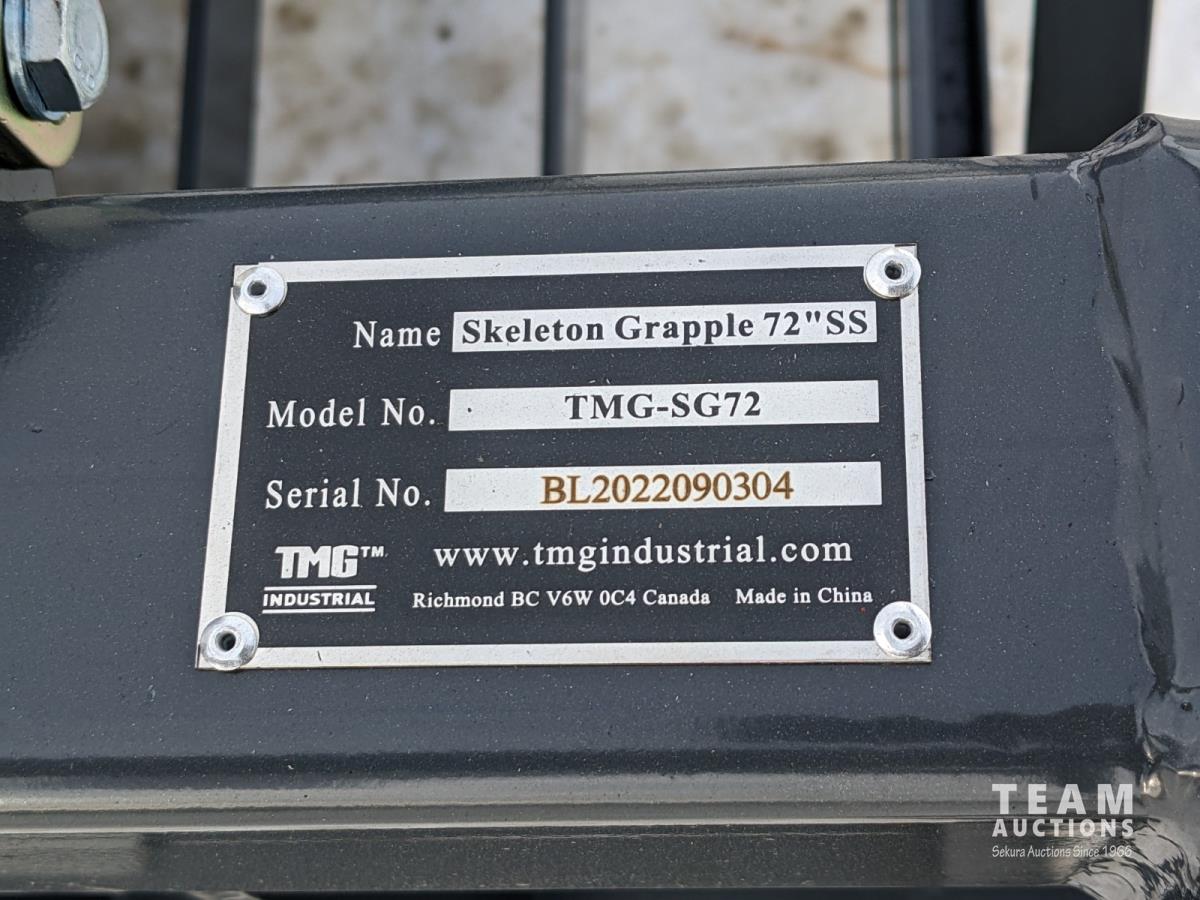 Name Skeleton Grapple 72"SS
Model No. TMG-SG72
Serial No. BL2022090304
TMG™ www.tmgindustrial.com
INDUSTRIAL Richmond BC V6W 0C4 Canada Made in China
TEAM
AUCTIONS
Sekura Auctions Since 1966